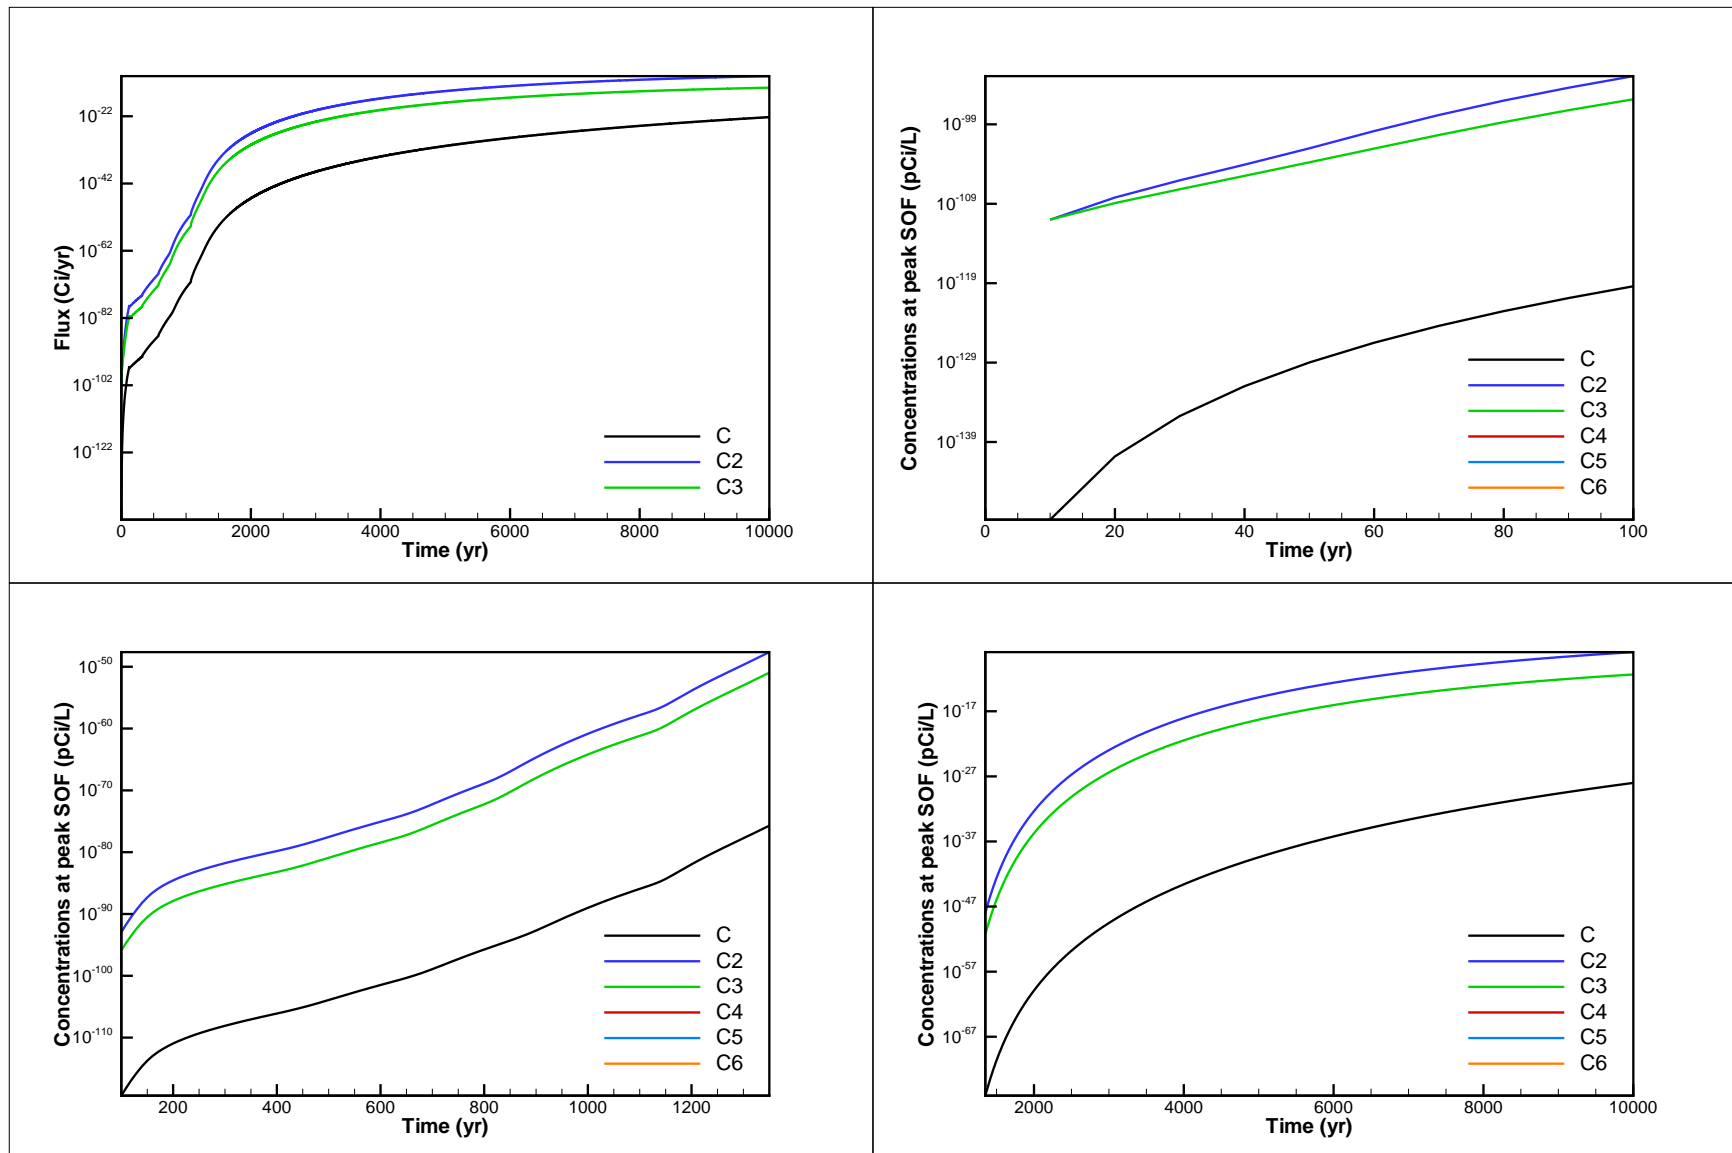 Flux (Ci/yr)
10-22
10-42
10-62
10-82
10-102
10-122
C
C2
C3
0 2000 4000 6000 8000 10000
Time (yr)
Concentrations at peak SOF (pCi/L)
10-99
10-109
10-119
10-129
10-139
C
C2
C3
C4
C5
C6
0 20 40 60 80 100
Time (yr)
Concentrations at peak SOF (pCi/L)
10-50
10-60
10-70
10-80
10-90
10-100
10-110
C
C2
C3
C4
C5
C6
200 400 600 800 1000 1200
Time (yr)
Concentrations at peak SOF (pCi/L)
10-17
10-27
10-37
10-47
10-57
10-67
C
C2
C3
C4
C5
C6
2000 4000 6000 8000 10000
Time (yr)